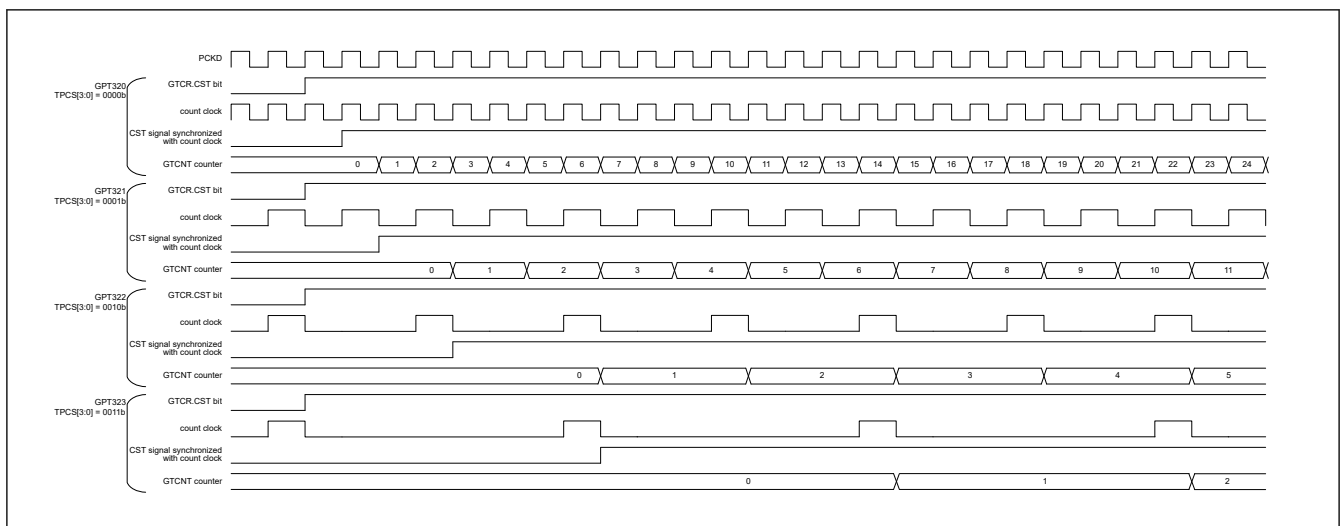 PCKD
GPT320
TPCS[3:0] = 0000b
GTCR.CST bit
count clock
CST signal synchronized
with count clock
GTCNT counter
0 1 2 3 4 5 6 7 8 9 10 11 12 13 14 15 16 17 18 19 20 21 22 23 24
GPT321
TPCS[3:0] = 0001b
GTCR.CST bit
count clock
CST signal synchronized
with count clock
GTCNT counter
0 1 2 3 4 5 6 7 8 9 10 11
GPT322
TPCS[3:0] = 0010b
GTCR.CST bit
count clock
CST signal synchronized
with count clock
GTCNT counter
0 1 2 3 4 5
GPT323
TPCS[3:0] = 0011b
GTCR.CST bit
count clock
CST signal synchronized
with count clock
GTCNT counter
0 1 2